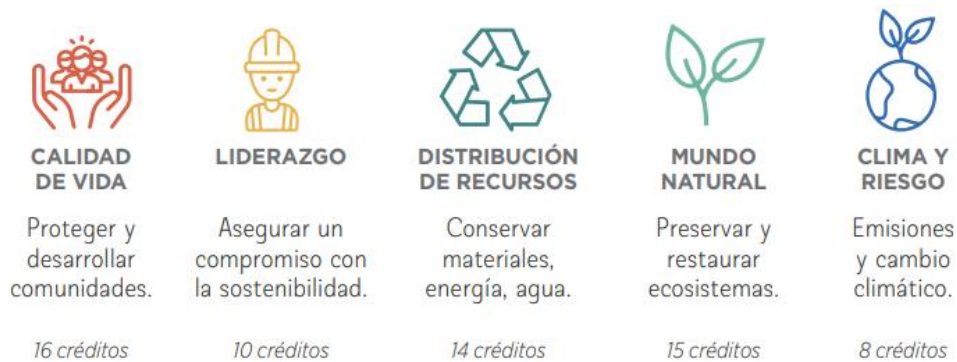 CALIDAD
DE VIDA
Proteger y
desarrollar
comunidades.
16 créditos
LIDERAZGO
Asegurar un
compromiso con
la sostenibilidad.
10 créditos
DISTRIBUCIÓN
DE RECURSOS
Conservar
materiales,
energía, agua.
14 créditos
MUNDO
NATURAL
Preservar y
restaurar
ecosistemas.
15 créditos
CLIMA Y
RIESGO
Emisiones
y cambio
climático.
8 créditos